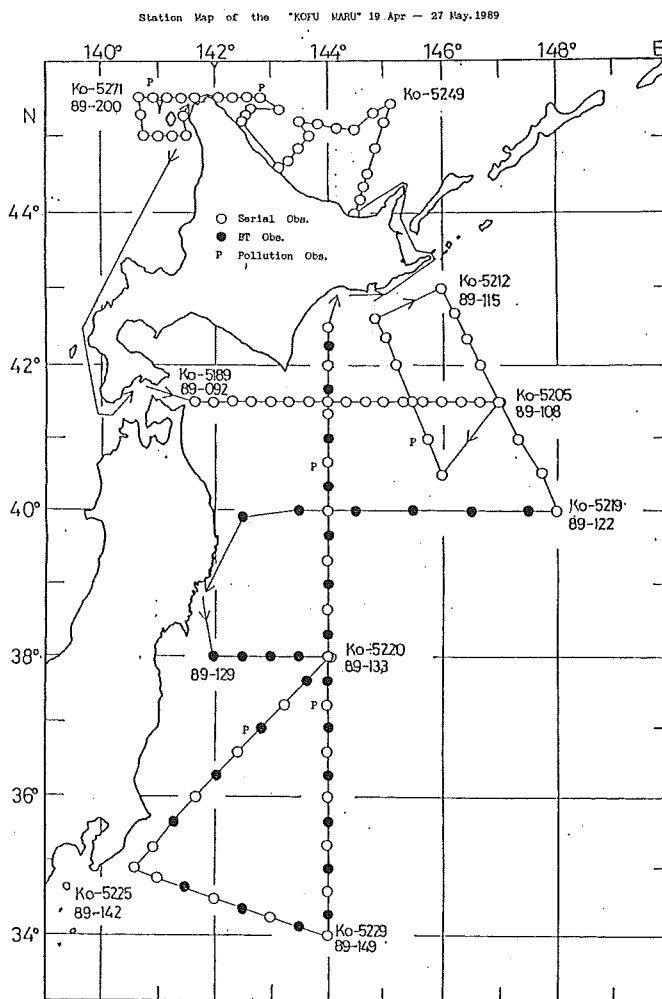 Station Map of the "KOFU MARU" 19 Apr — 27 May. 1989
140° 142° 144° 146° 148° E
N
Ko-5271
89-200
P
P
Ko-5249
44°
○ Serial Obs.
● BT Obs.
P Pollution Obs.
Ko-5212
89-115
42°
Ko-5189
89-092
Ko-5205
89-108
P
P
40°
Ko-5219
89-122
38°
89-129
Ko-5220
89-133
P
P
36°
Ko-5225
89-142
34°
Ko-5229
89-149